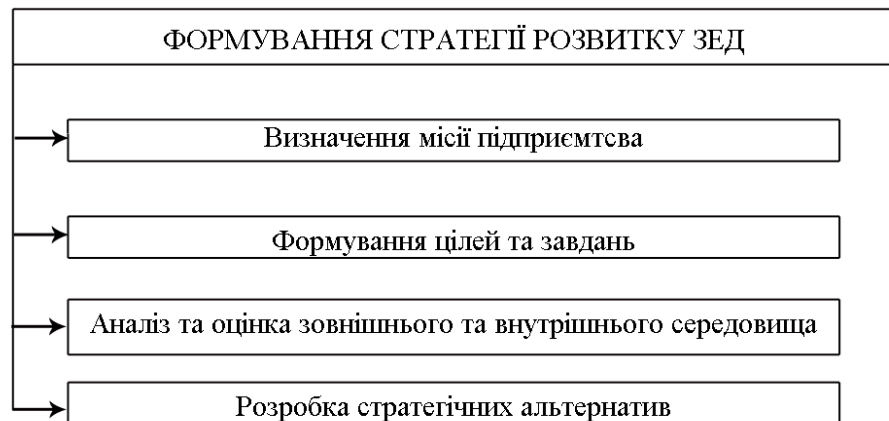 ФОРМУВАННЯ СТРАТЕГІЇ РОЗВИТКУ ЗЕД
Визначення місії підприємтсва
Формування цілей та завдань
Аналіз та оцінка зовнішнього та внутрішнього середовища
Розробка стратегічних альтернатив